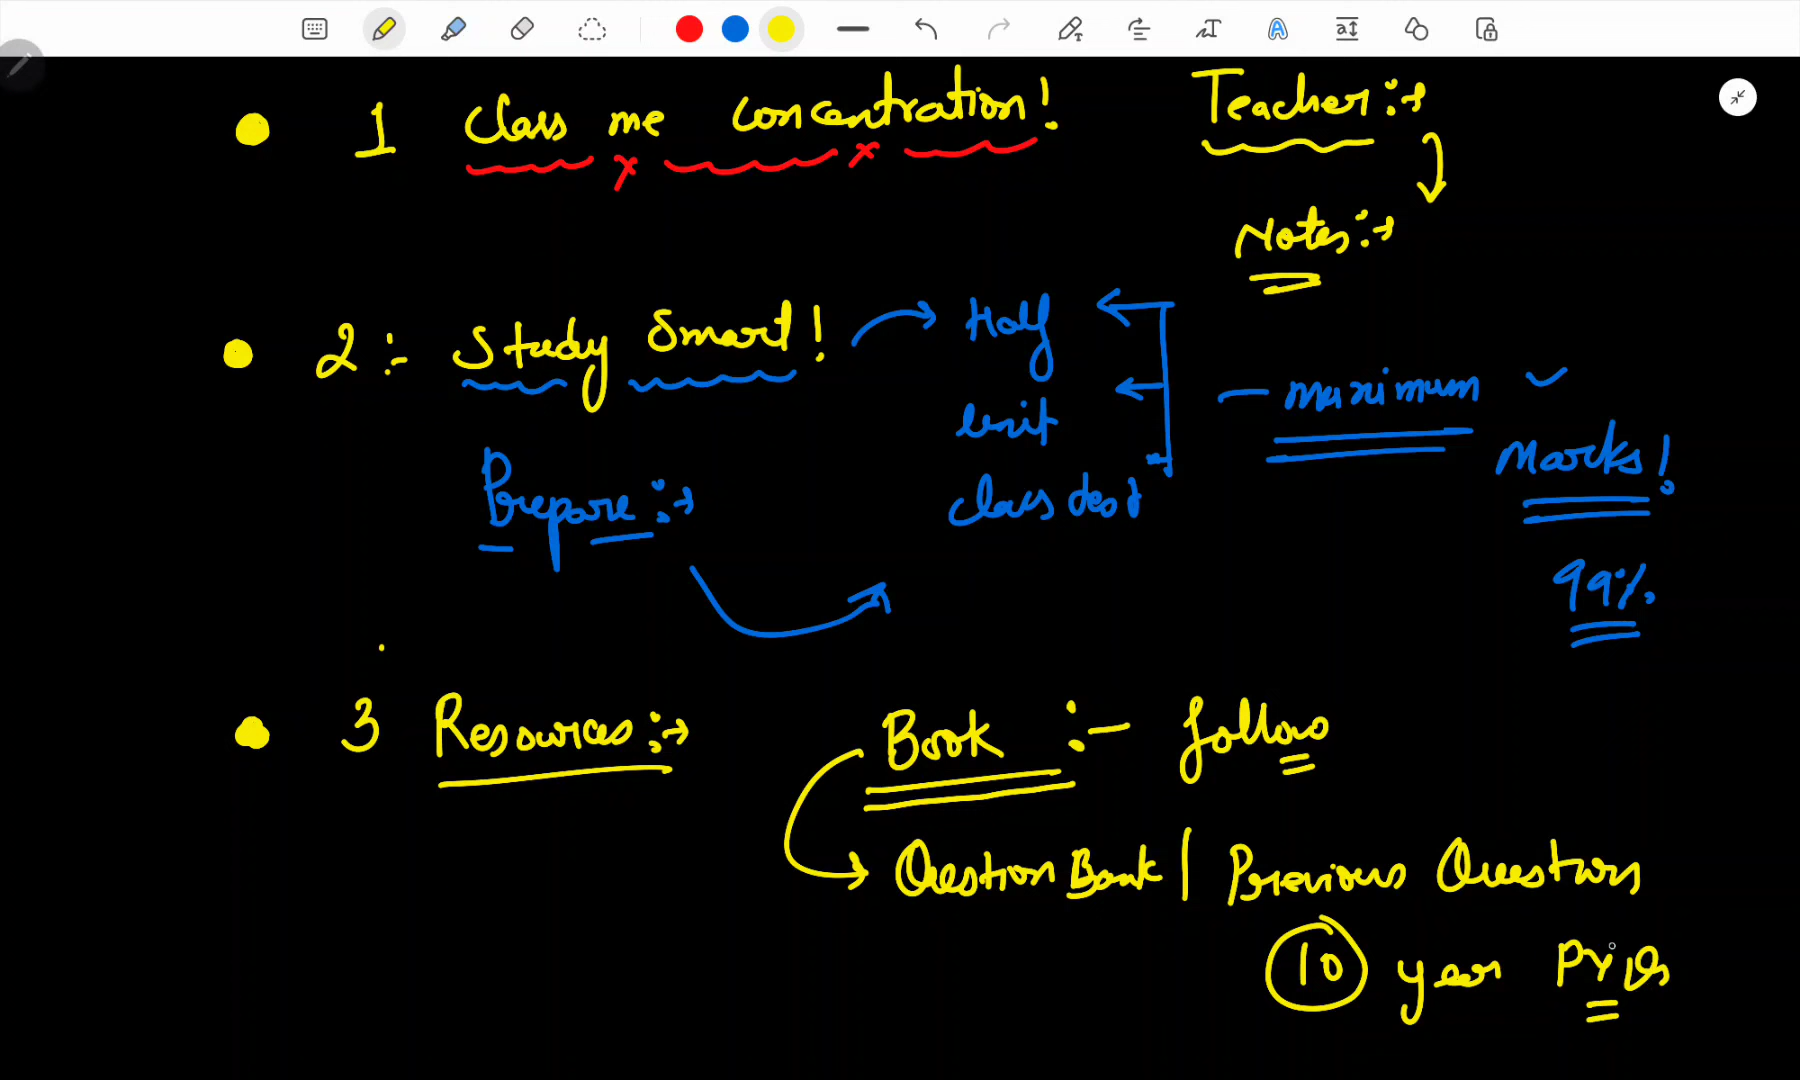 1 Class me concentration! Teacher:→
Notes:→
2 :- Study Smart! → Half
unit
class test
— maximum ✓
marks!
99%
Prepare:→
3 Resources:→ Book :- follow
Question Bank | Previous Questions
10 year